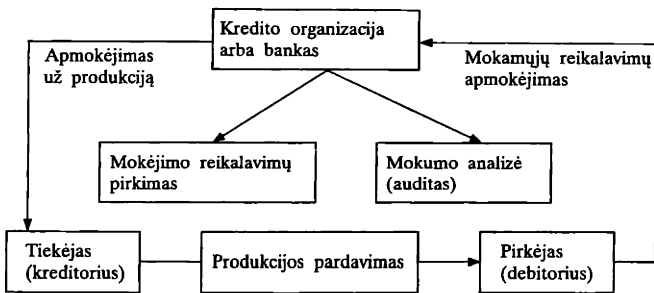 Kredito organizacija
arba bankas
Apmokėjimas
už produkciją
Mokamųjų reikalavimų
apmokėjimas
Mokėjimo reikalavimų
pirkimas
Mokumo analizė
(auditas)
Tiekėjas
(kreditorius)
Produkcijos pardavimas
Pirkėjas
(debitorius)